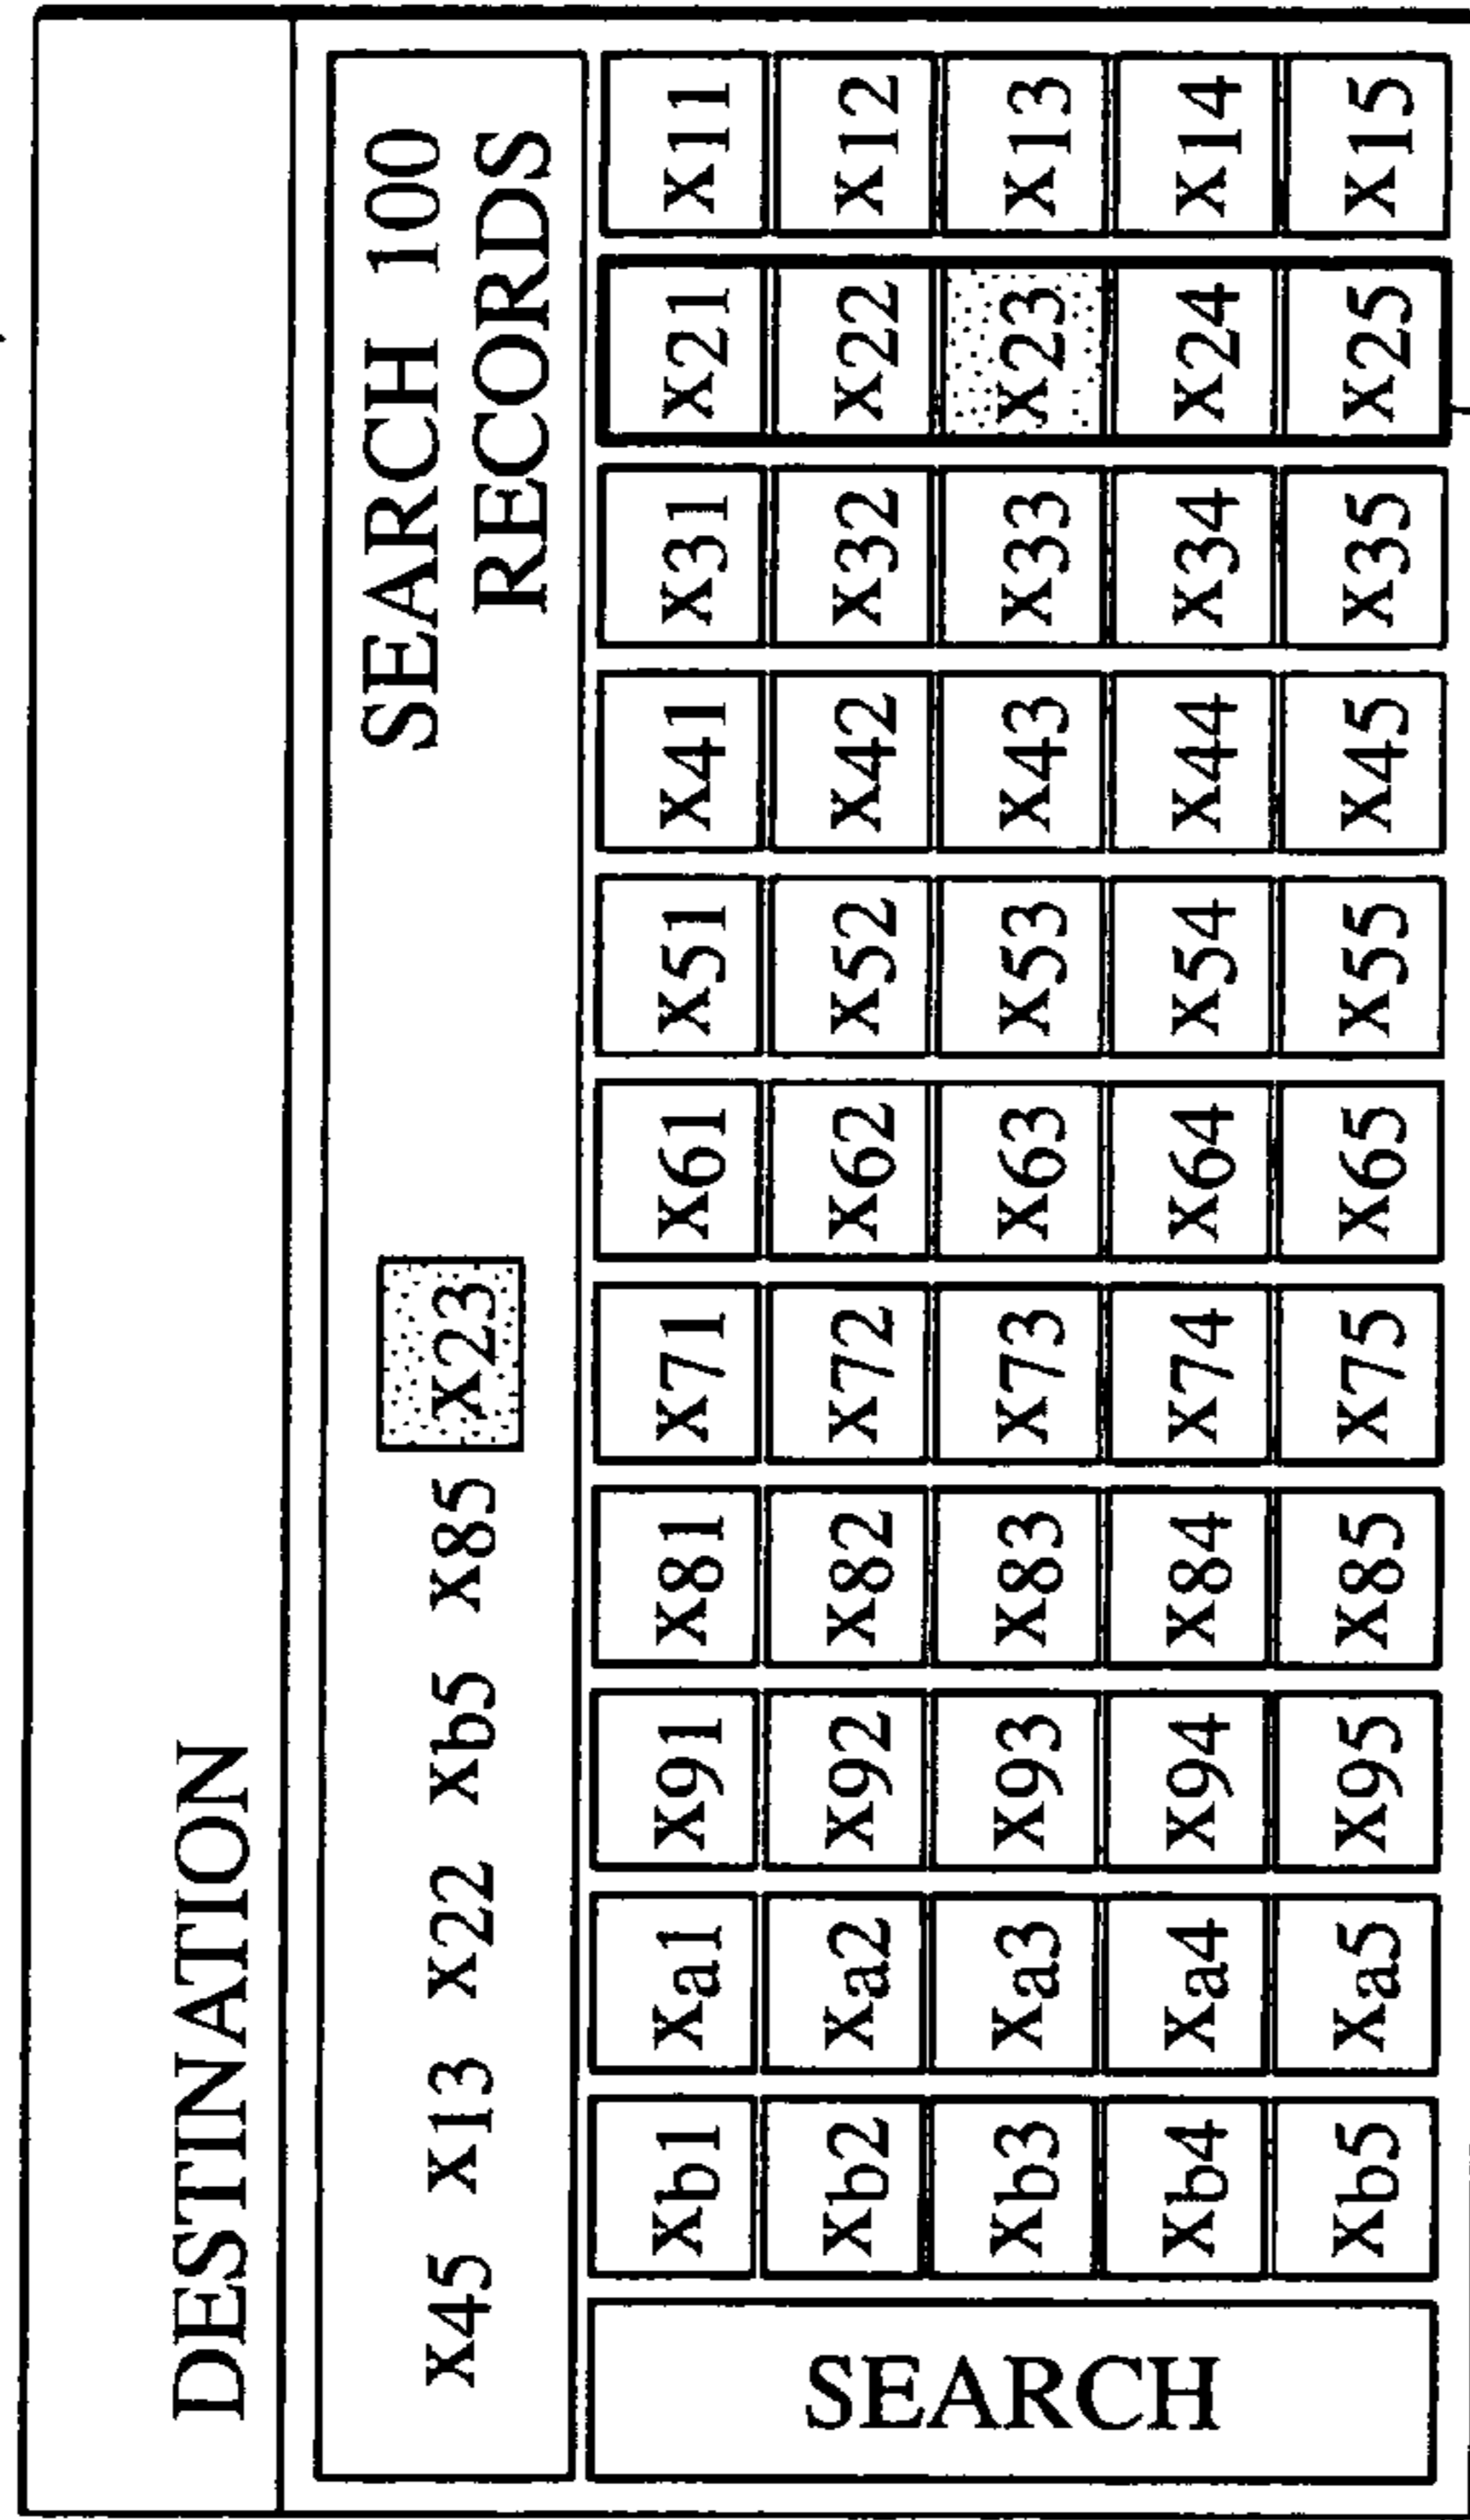 DESTINATION
SEARCH 100
RECORDS
X45 X13 X22 Xb5 X85 X23
SEARCH
Xb1 Xa1 X91 X81 X71 X61 X51 X41 X31 X21 X11
Xb2 Xa2 X92 X82 X72 X62 X52 X42 X32 X22 X12
Xb3 Xa3 X93 X83 X73 X63 X53 X43 X33 X23 X13
Xb4 Xa4 X94 X84 X74 X64 X54 X44 X34 X24 X14
Xb5 Xa5 X95 X85 X75 X65 X55 X45 X35 X25 X15